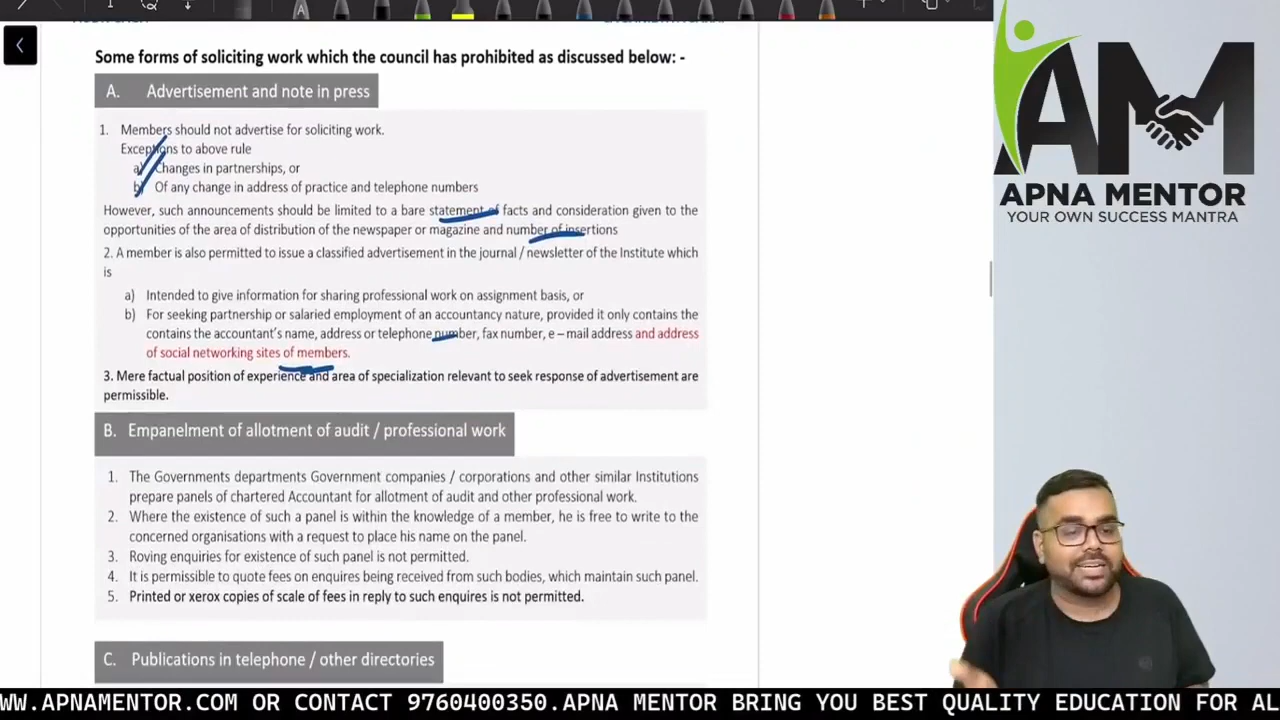 Some forms of soliciting work which the council has prohibited as discussed below: -
A. Advertisement and note in press
1. Members should not advertise for soliciting work.
Exceptions to above rule
a) Changes in partnerships, or
b) Of any change in address of practice and telephone numbers
However, such announcements should be limited to a bare statement of facts and consideration given to the
opportunities of the area of distribution of the newspaper or magazine and number of insertions
2. A member is also permitted to issue a classified advertisement in the journal / newsletter of the Institute which
is
a) Intended to give information for sharing professional work on assignment basis, or
b) For seeking partnership or salaried employment of an accountancy nature, provided it only contains the
contains the accountant's name, address or telephone number, fax number, e – mail address and address
of social networking sites of members.
3. Mere factual position of experience and area of specialization relevant to seek response of advertisement are
permissible.
B. Empanelment of allotment of audit / professional work
1. The Governments departments Government companies / corporations and other similar Institutions
prepare panels of chartered Accountant for allotment of audit and other professional work.
2. Where the existence of such a panel is within the knowledge of a member, he is free to write to the
concerned organisations with a request to place his name on the panel.
3. Roving enquiries for existence of such panel is not permitted.
4. It is permissible to quote fees on enquires being received from such bodies, which maintain such panel.
5. Printed or xerox copies of scale of fees in reply to such enquires is not permitted.
C. Publications in telephone / other directories
AM
APNA MENTOR
YOUR OWN SUCCESS MANTRA
WW.APNAMENTOR.COM OR CONTACT 9760400350.APNA MENTOR BRING YOU BEST QUALITY EDUCATION FOR AL